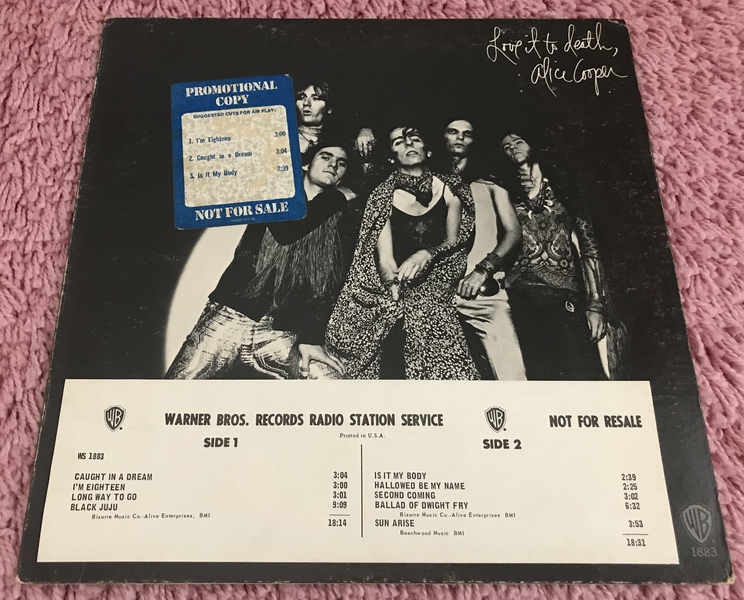 Love it to death,
Alice Cooper
PROMOTIONAL
COPY
SUGGESTED CUTS FOR AIR PLAY:
1. I'm Eighteen 3:00
2. Caught in a Dream 3:04
3. Is It My Body 2:39
NOT FOR SALE
WB WARNER BROS. RECORDS RADIO STATION SERVICE WB NOT FOR RESALE
Printed in U.S.A.
SIDE 1
WS 1883
CAUGHT IN A DREAM 3:04
I'M EIGHTEEN 3:00
LONG WAY TO GO 3:01
BLACK JUJU 9:09
Bizarre Music Co.-Alive Enterprises, BMI
18:14
SIDE 2
IS IT MY BODY 2:39
HALLOWED BE MY NAME 2:25
SECOND COMING 3:02
BALLAD OF DWIGHT FRY 6:32
Bizarre Music Co.-Alive Enterprises BMI
SUN ARISE 3:53
Beechwood Music BMI
18:31
WB
1883